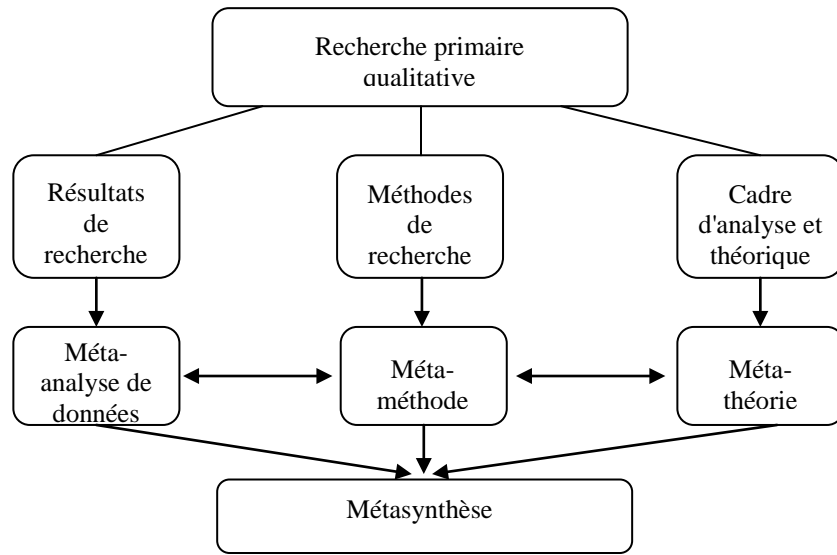 Recherche primaire
qualitative
Résultats
de
recherche
Méthodes
de
recherche
Cadre
d'analyse et
théorique
Méta-
analyse de
données
Méta-
méthode
Méta-
théorie
Métasynthèse